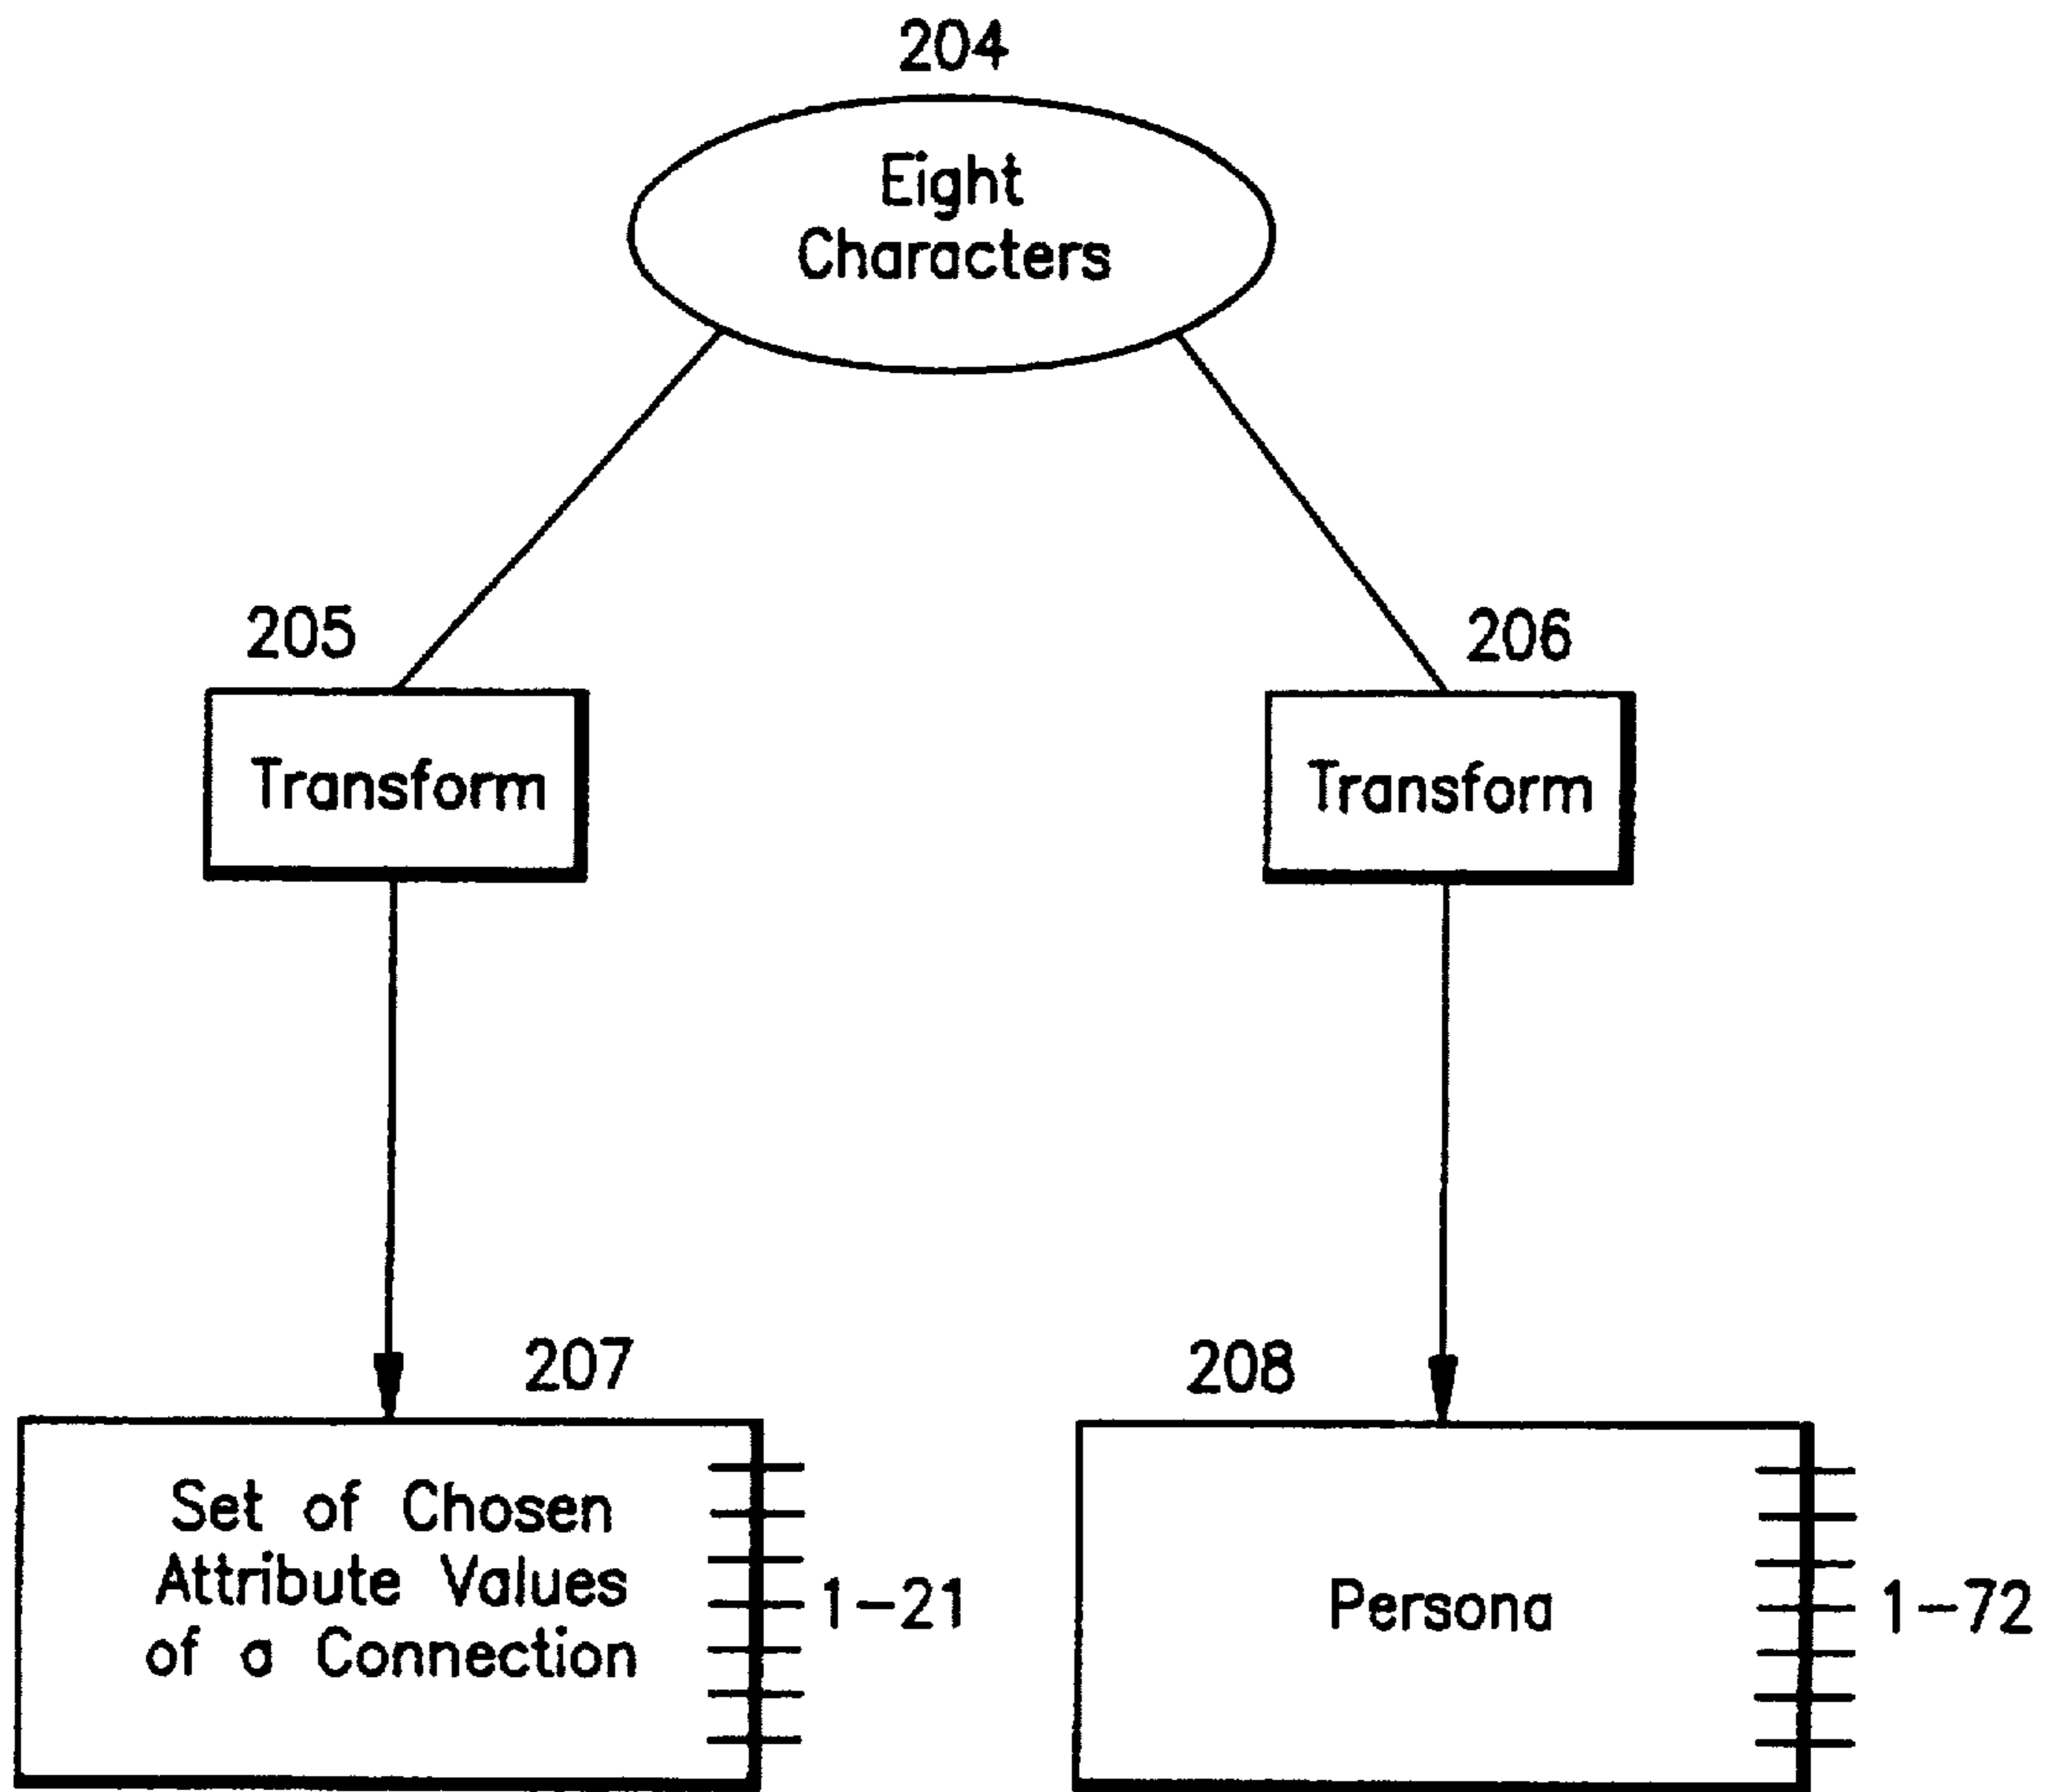 204
Eight
Characters
205
206
Transform
Transform
207
208
Set of Chosen
Attribute Values
of a Connection
1-21
Persona
1-72